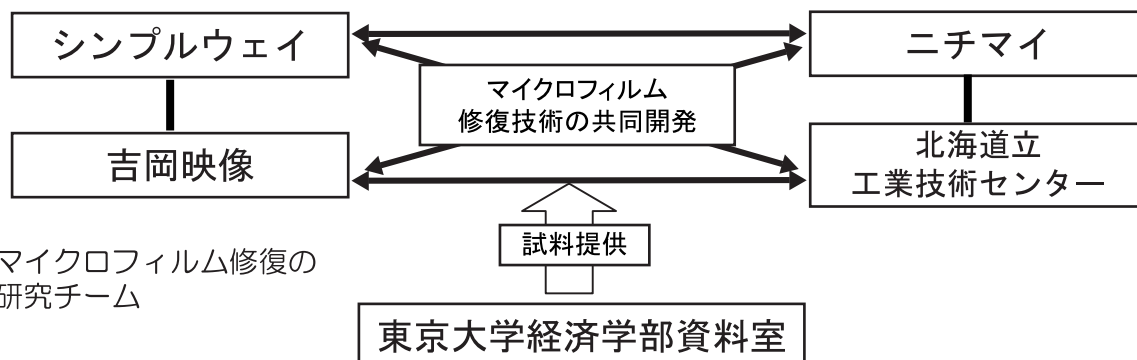 シンプルウェイ
ニチマイ
マイクロフィルム
修復技術の共同開発
吉岡映像
北海道立
工業技術センター
試料提供
マイクロフィルム修復の
研究チーム
東京大学経済学部資料室